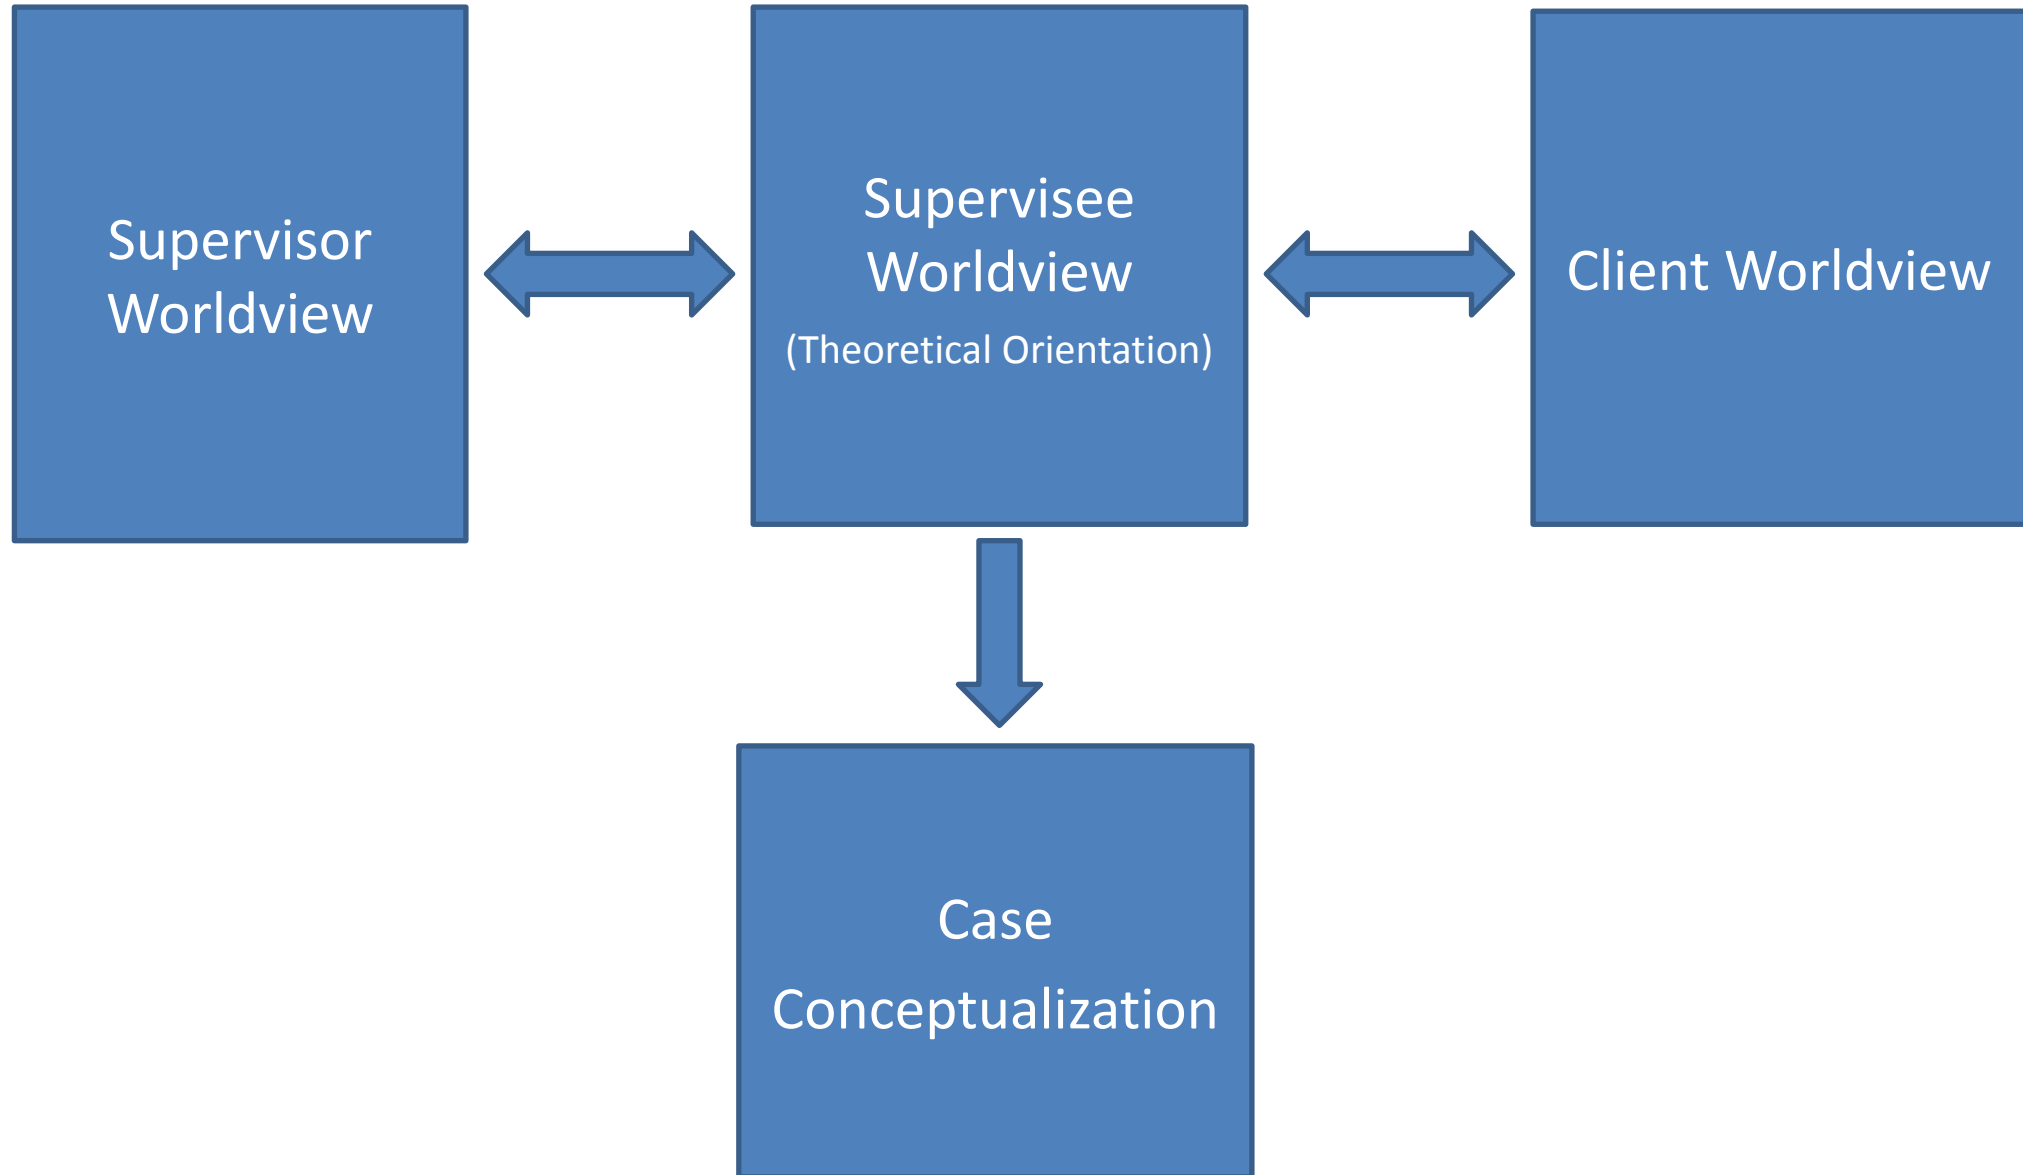 Supervisor
Worldview
Supervisee
Worldview
(Theoretical Orientation)
Client Worldview
Case
Conceptualization